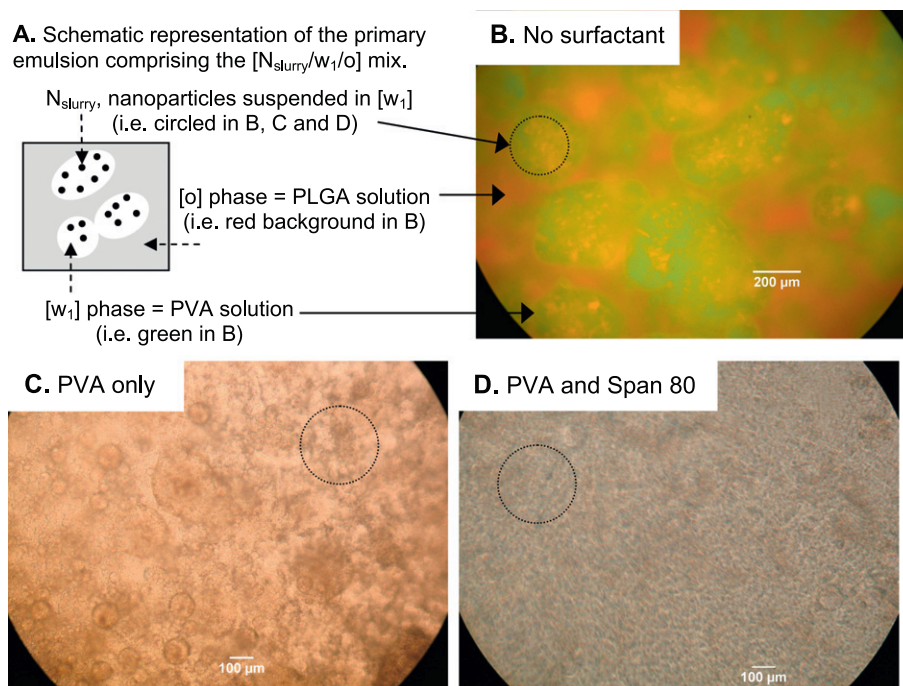 A. Schematic representation of the primary
emulsion comprising the [Nslurry/w1/o] mix.
Nslurry, nanoparticles suspended in [w1]
(i.e. circled in B, C and D)
[o] phase = PLGA solution
(i.e. red background in B)
[w1] phase = PVA solution
(i.e. green in B)
B. No surfactant
200 µm
C. PVA only
100 µm
D. PVA and Span 80
100 µm